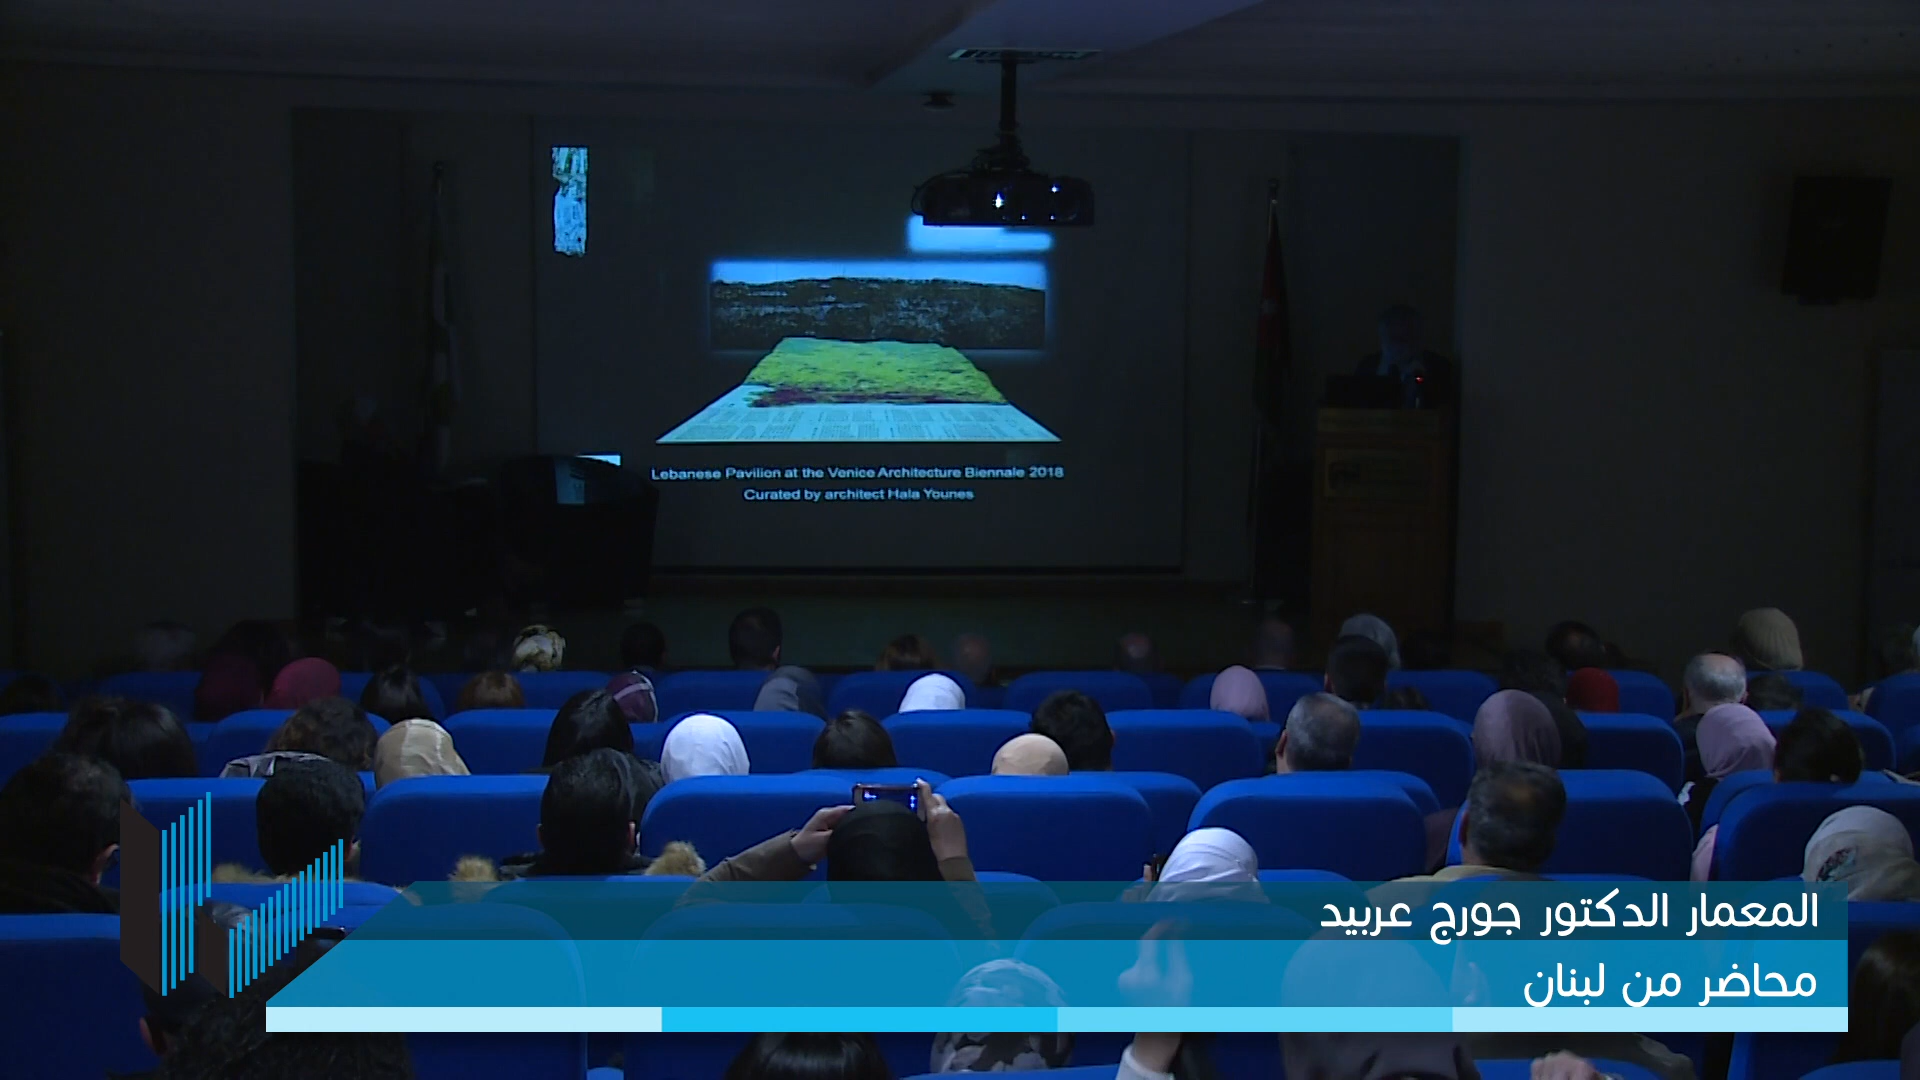 Lebanese Pavilion at the Venice Architecture Biennale 2018
Curated by architect Hala Younes
المعمار الدكتور جورج عربيد
محاضر من لبنان